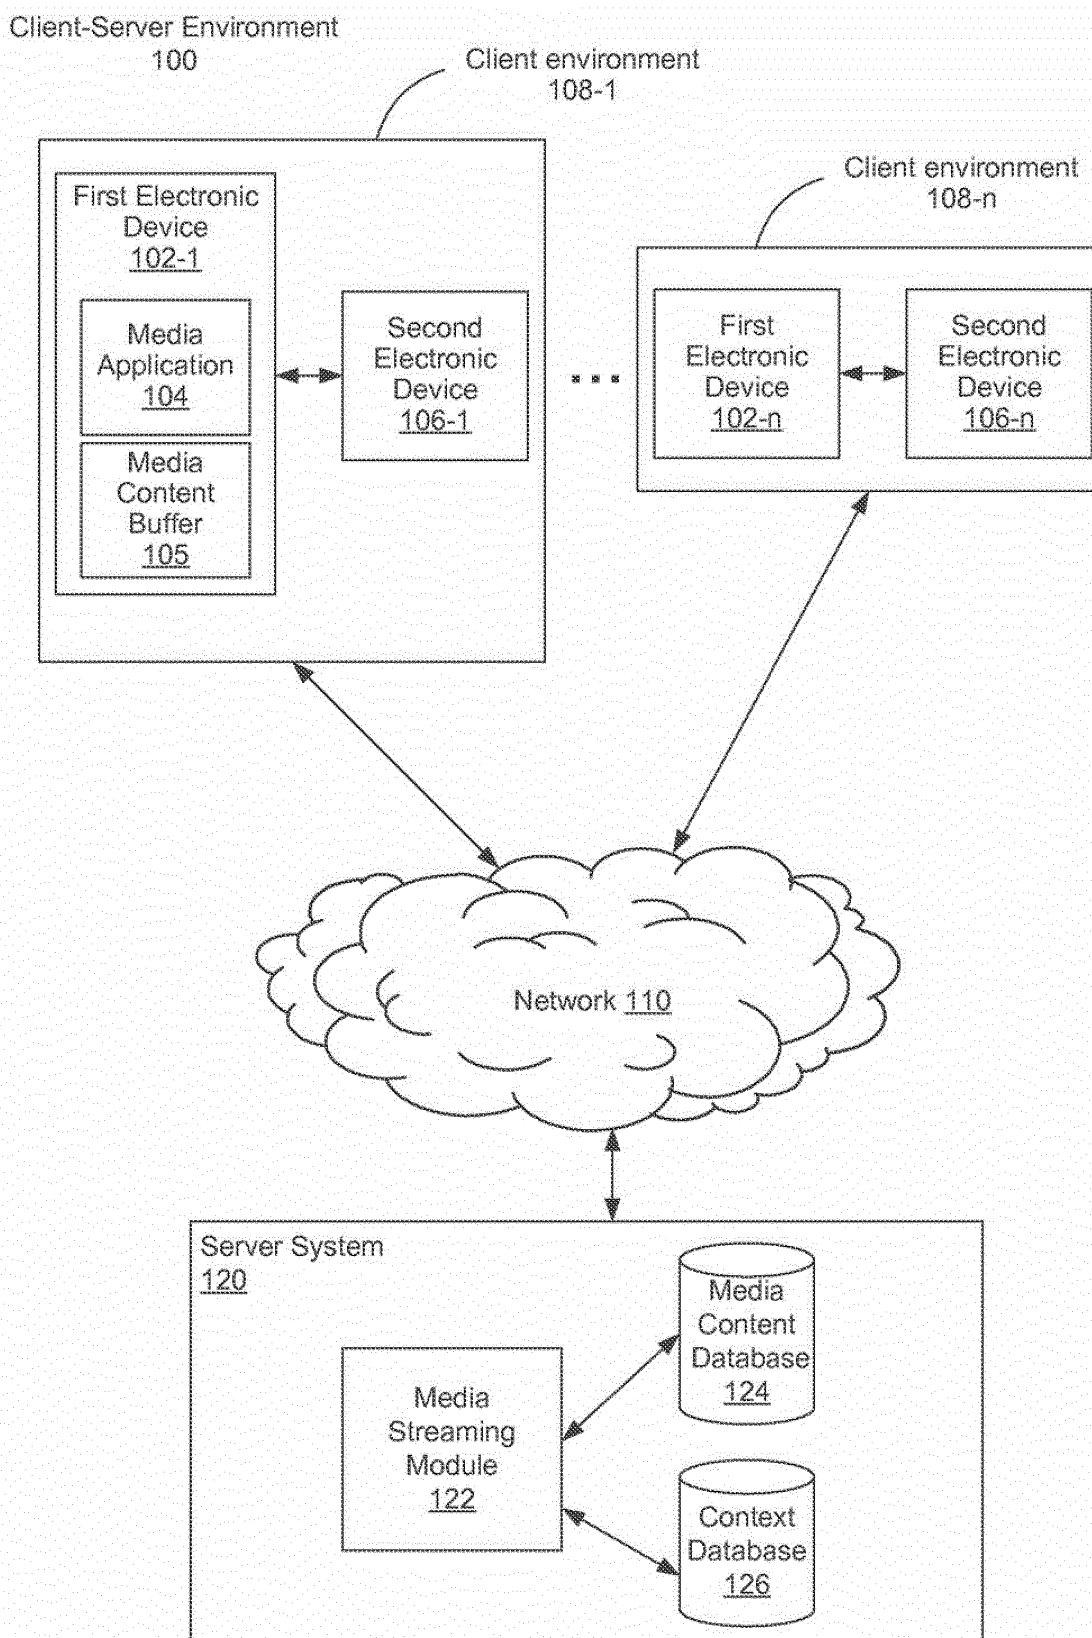 Client-Server Environment
100
Client environment
108-1
Client environment
108-n
First Electronic
Device
102-1
Media
Application
104
Media
Content
Buffer
105
Second
Electronic
Device
106-1
...
First
Electronic
Device
102-n
Second
Electronic
Device
106-n
Network 110
Server System
120
Media
Streaming
Module
122
Media
Content
Database
124
Context
Database
126